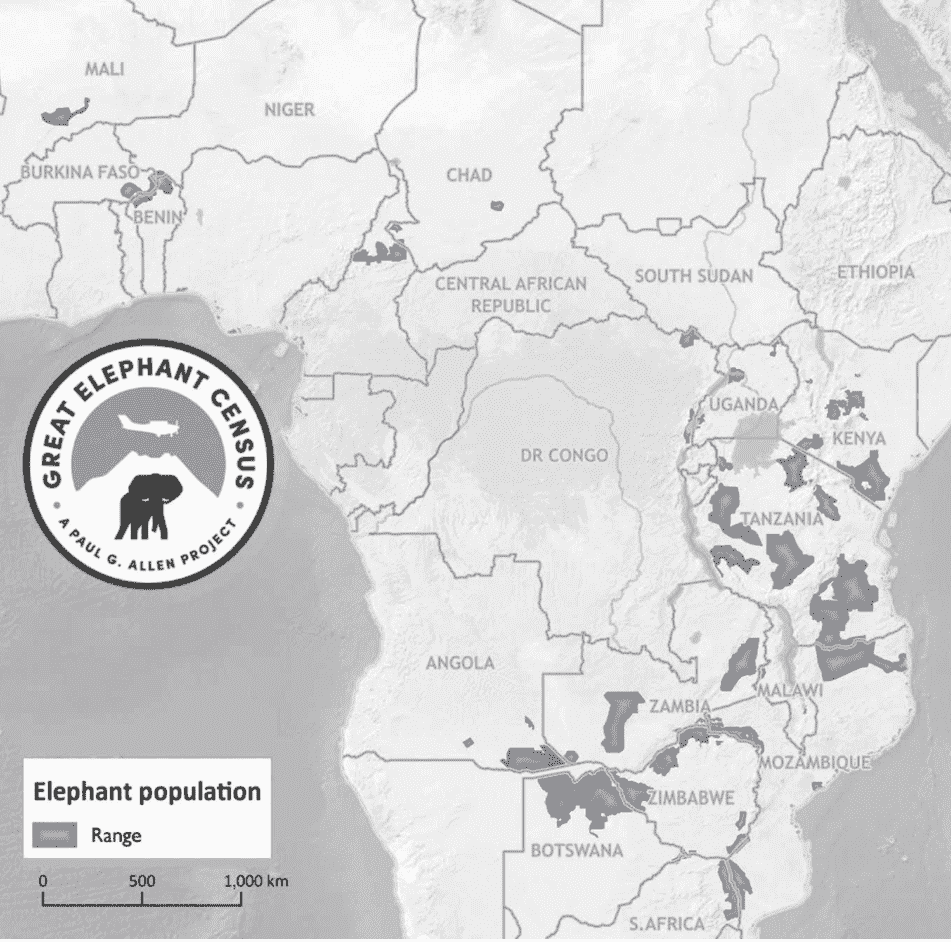 MALI
NIGER
BURKINA FASO
CHAD
BENIN
SOUTH SUDAN
ETHIOPIA
CENTRAL AFRICAN
REPUBLIC
GREAT ELEPHANT CENSUS
A PAUL G. ALLEN PROJECT
UGANDA
KENYA
DR CONGO
TANZANIA
ANGOLA
MALAWI
ZAMBIA
MOZAMBIQUE
ZIMBABWE
BOTSWANA
S.AFRICA
Elephant population
Range
0 500 1,000 km